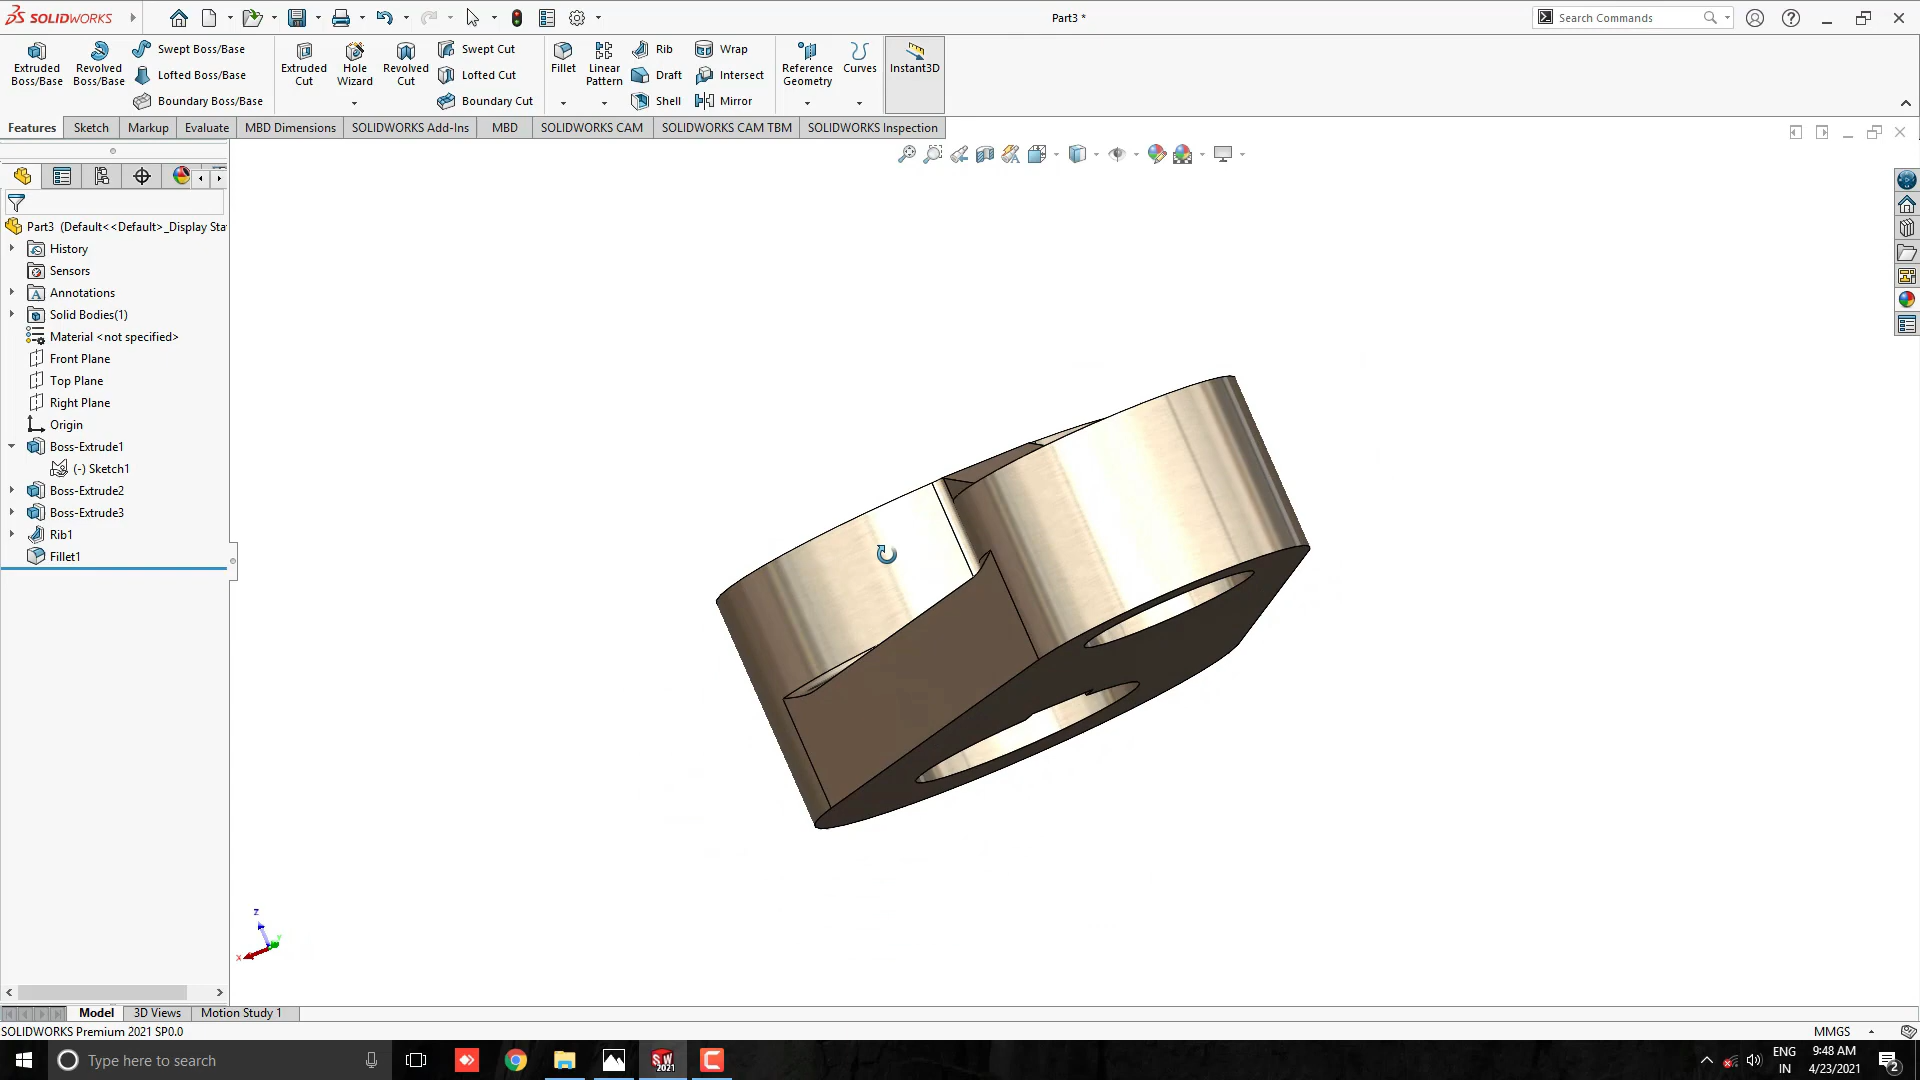 SOLIDWORKS
Part3 *
Search Commands
Extruded Boss/Base
Revolved Boss/Base
Swept Boss/Base
Lofted Boss/Base
Boundary Boss/Base
Extruded Cut
Hole Wizard
Revolved Cut
Swept Cut
Lofted Cut
Boundary Cut
Fillet
Linear Pattern
Rib
Draft
Shell
Wrap
Intersect
Mirror
Reference Geometry
Curves
Instant3D
Features
Sketch
Markup
Evaluate
MBD Dimensions
SOLIDWORKS Add-Ins
MBD
SOLIDWORKS CAM
SOLIDWORKS CAM TBM
SOLIDWORKS Inspection
Part3 (Default<<Default>_Display Sta
History
Sensors
Annotations
Solid Bodies(1)
Material <not specified>
Front Plane
Top Plane
Right Plane
Origin
Boss-Extrude1
(-) Sketch1
Boss-Extrude2
Boss-Extrude3
Rib1
Fillet1
Z
Y
X
Model
3D Views
Motion Study 1
SOLIDWORKS Premium 2021 SP0.0
MMGS
Type here to search
SW
2021
ENG
IN
9:48 AM
4/23/2021
2